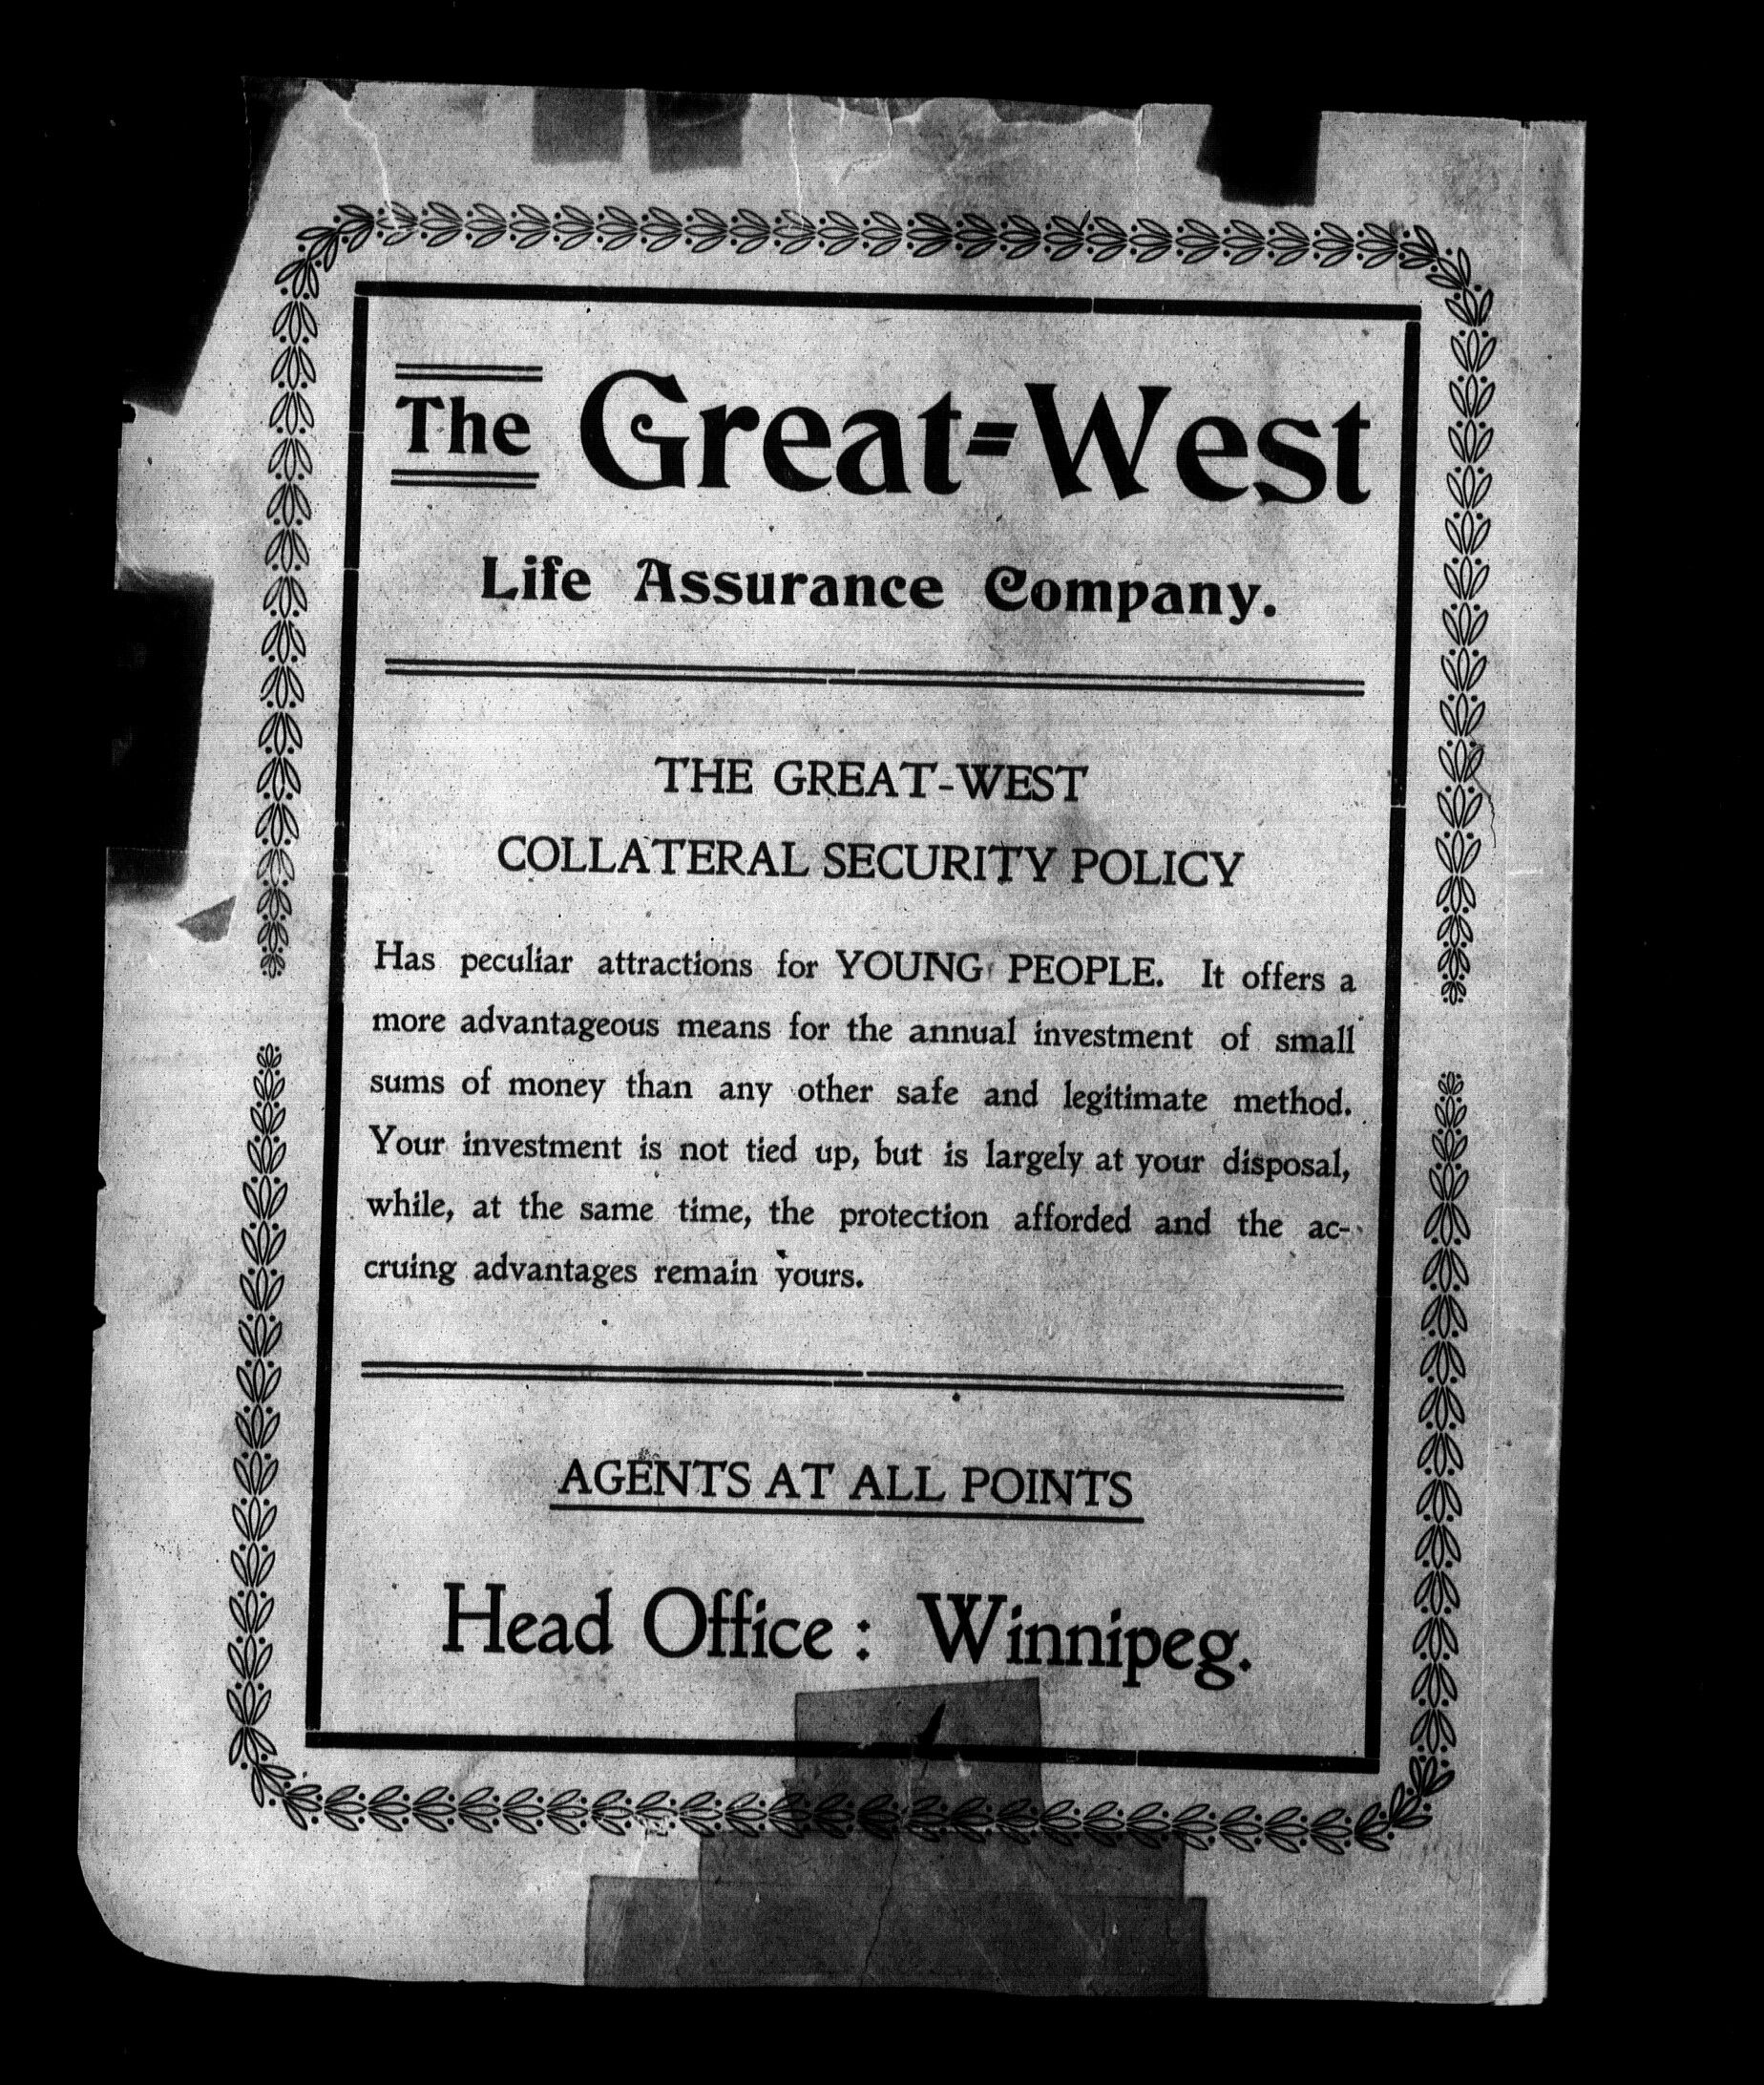 The Great-West
Life Assurance Company.
THE GREAT-WEST
COLLATERAL SECURITY POLICY
Has peculiar attractions for YOUNG PEOPLE. It offers a
more advantageous means for the annual investment of small
sums of money than any other safe and legitimate method.
Your investment is not tied up, but is largely at your disposal,
while, at the same time, the protection afforded and the ac-
cruing advantages remain yours.
AGENTS AT ALL POINTS
Head Office: Winnipeg.